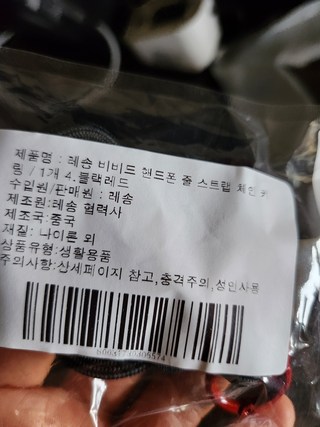 제품명 : 레솜 비비드 핸드폰 줄 스트랩 체인 키
링 / 1개 4.블랙레드
수입원/판매원 : 레송
제조원:레송 협력사
제조국:중국
재질: 나이론 외
상품유형:생활용품
주의사항:상세페이지 참고,충격주의,성인사용